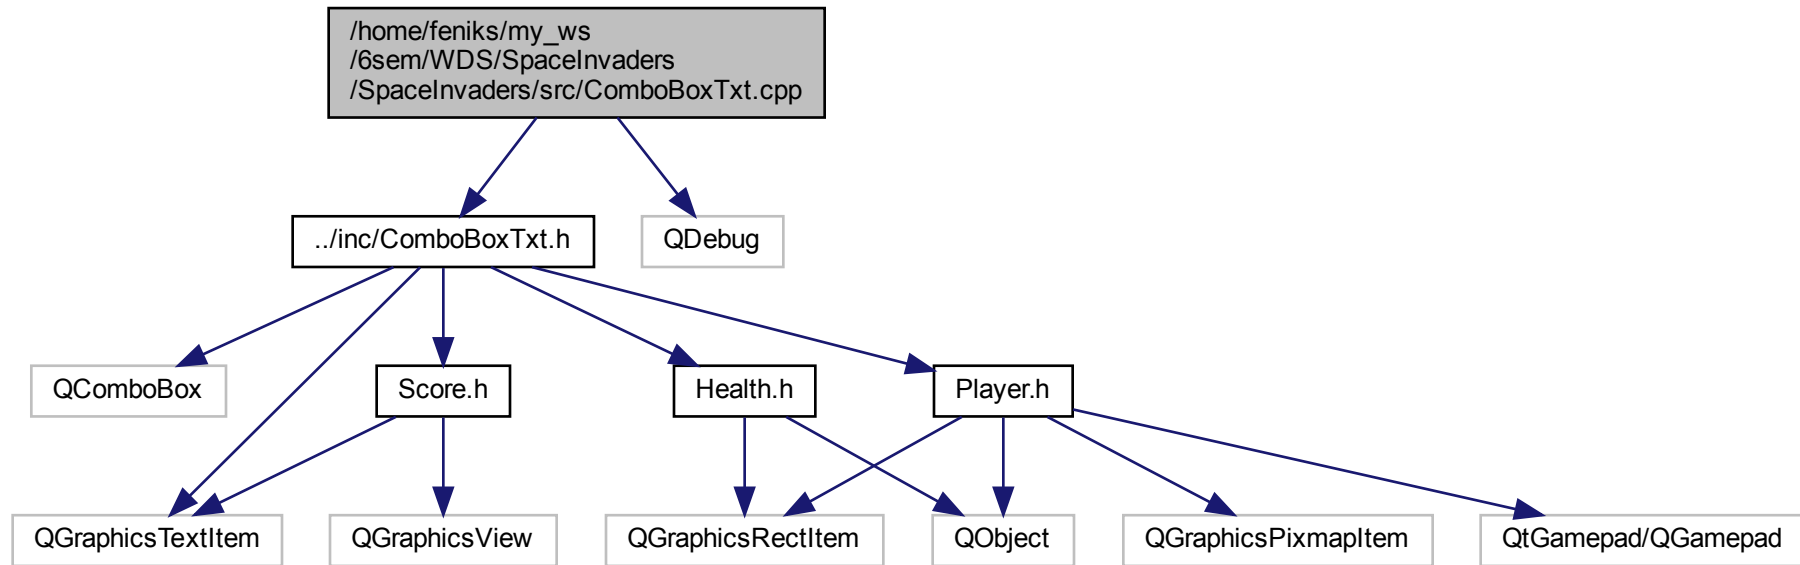 /home/feniks/my_ws
/6sem/WDS/SpaceInvaders
/SpaceInvaders/src/ComboBoxTxt.cpp
../inc/ComboBoxTxt.h
QDebug
QComboBox
Score.h
Health.h
Player.h
QGraphicsTextItem
QGraphicsView
QGraphicsRectItem
QObject
QGraphicsPixmapItem
QtGamepad/QGamepad